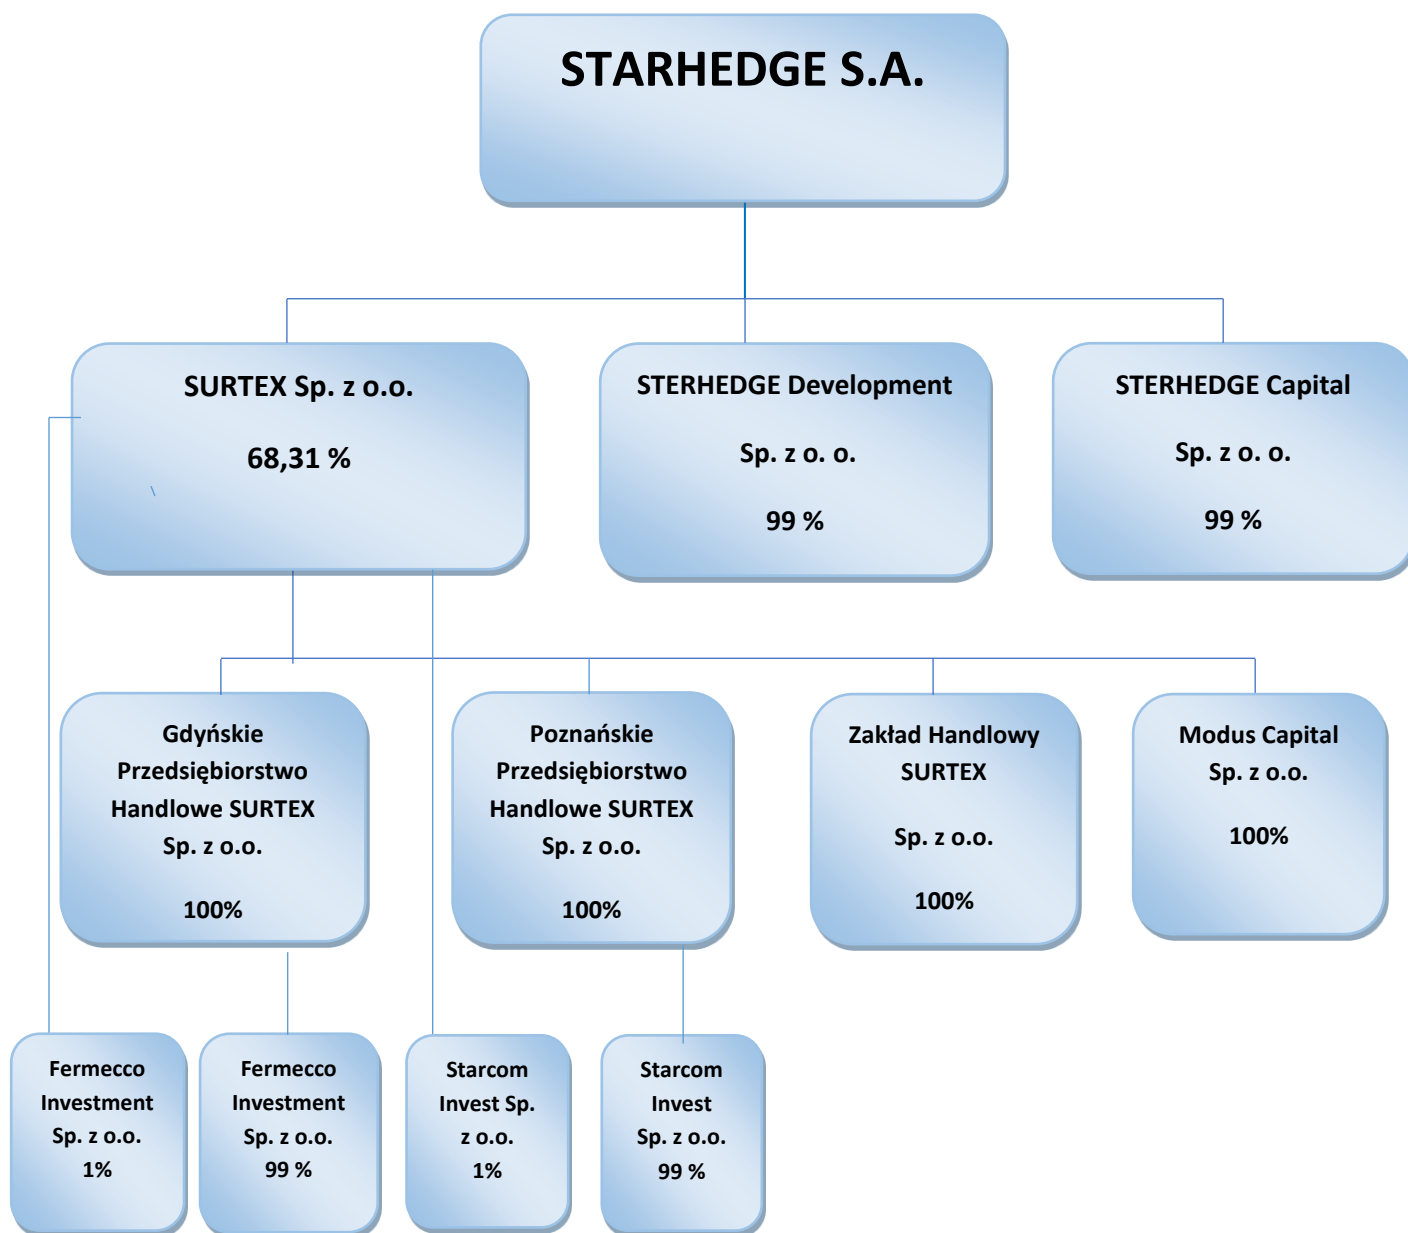 STARHEDGE S.A.
SURTEX Sp. z o.o.
68,31 %
\
STERHEDGE Development
Sp. z o. o.
99 %
STERHEDGE Capital
Sp. z o. o.
99 %
Gdyńskie
Przedsiębiorstwo
Handlowe SURTEX
Sp. z o.o.
100%
Poznańskie
Przedsiębiorstwo
Handlowe SURTEX
Sp. z o.o.
100%
Zakład Handlowy
SURTEX
Sp. z o.o.
100%
Modus Capital
Sp. z o.o.
100%
Fermecco
Investment
Sp. z o.o.
1%
Fermecco
Investment
Sp. z o.o.
99 %
Starcom
Invest Sp.
z o.o.
1%
Starcom
Invest
Sp. z o.o.
99 %